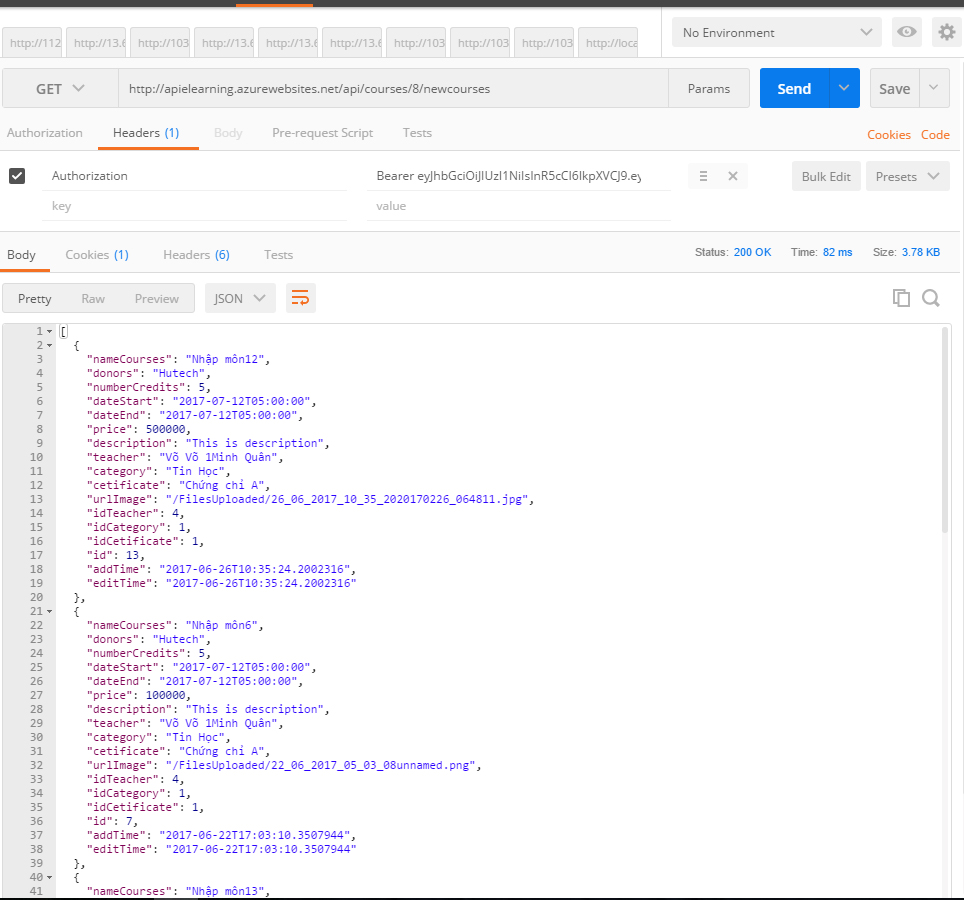 http://112 http://13.6 http://103 http://13.6 http://13.6 http://13.6 http://103 http://103 http://103 http://loca No Environment
GET http://apielearning.azurewebsites.net/api/courses/8/newcourses Params Send Save
Authorization Headers (1) Body Pre-request Script Tests Cookies Code
Authorization Bearer eyJhbGciOiJIUzI1NiIsInR5cCI6IkpXVCJ9.ey Bulk Edit Presets
key value
Body Cookies (1) Headers (6) Tests Status: 200 OK Time: 82 ms Size: 3.78 KB
Pretty Raw Preview JSON
1 [
2 {
3 "nameCourses": "Nhập môn12",
4 "donors": "Hutech",
5 "numberCredits": 5,
6 "dateStart": "2017-07-12T05:00:00",
7 "dateEnd": "2017-07-12T05:00:00",
8 "price": 500000,
9 "description": "This is description",
10 "teacher": "Võ Võ 1Minh Quân",
11 "category": "Tin Học",
12 "cetificate": "Chứng chỉ A",
13 "urlImage": "/FilesUploaded/26_06_2017_10_35_2020170226_064811.jpg",
14 "idTeacher": 4,
15 "idCategory": 1,
16 "idCetificate": 1,
17 "id": 13,
18 "addTime": "2017-06-26T10:35:24.2002316",
19 "editTime": "2017-06-26T10:35:24.2002316"
20 },
21 {
22 "nameCourses": "Nhập môn6",
23 "donors": "Hutech",
24 "numberCredits": 5,
25 "dateStart": "2017-07-12T05:00:00",
26 "dateEnd": "2017-07-12T05:00:00",
27 "price": 100000,
28 "description": "This is description",
29 "teacher": "Võ Võ 1Minh Quân",
30 "category": "Tin Học",
31 "cetificate": "Chứng chỉ A",
32 "urlImage": "/FilesUploaded/22_06_2017_05_03_08unnamed.png",
33 "idTeacher": 4,
34 "idCategory": 1,
35 "idCetificate": 1,
36 "id": 7,
37 "addTime": "2017-06-22T17:03:10.3507944",
38 "editTime": "2017-06-22T17:03:10.3507944"
39 },
40 {
41 "nameCourses": "Nhập môn13",